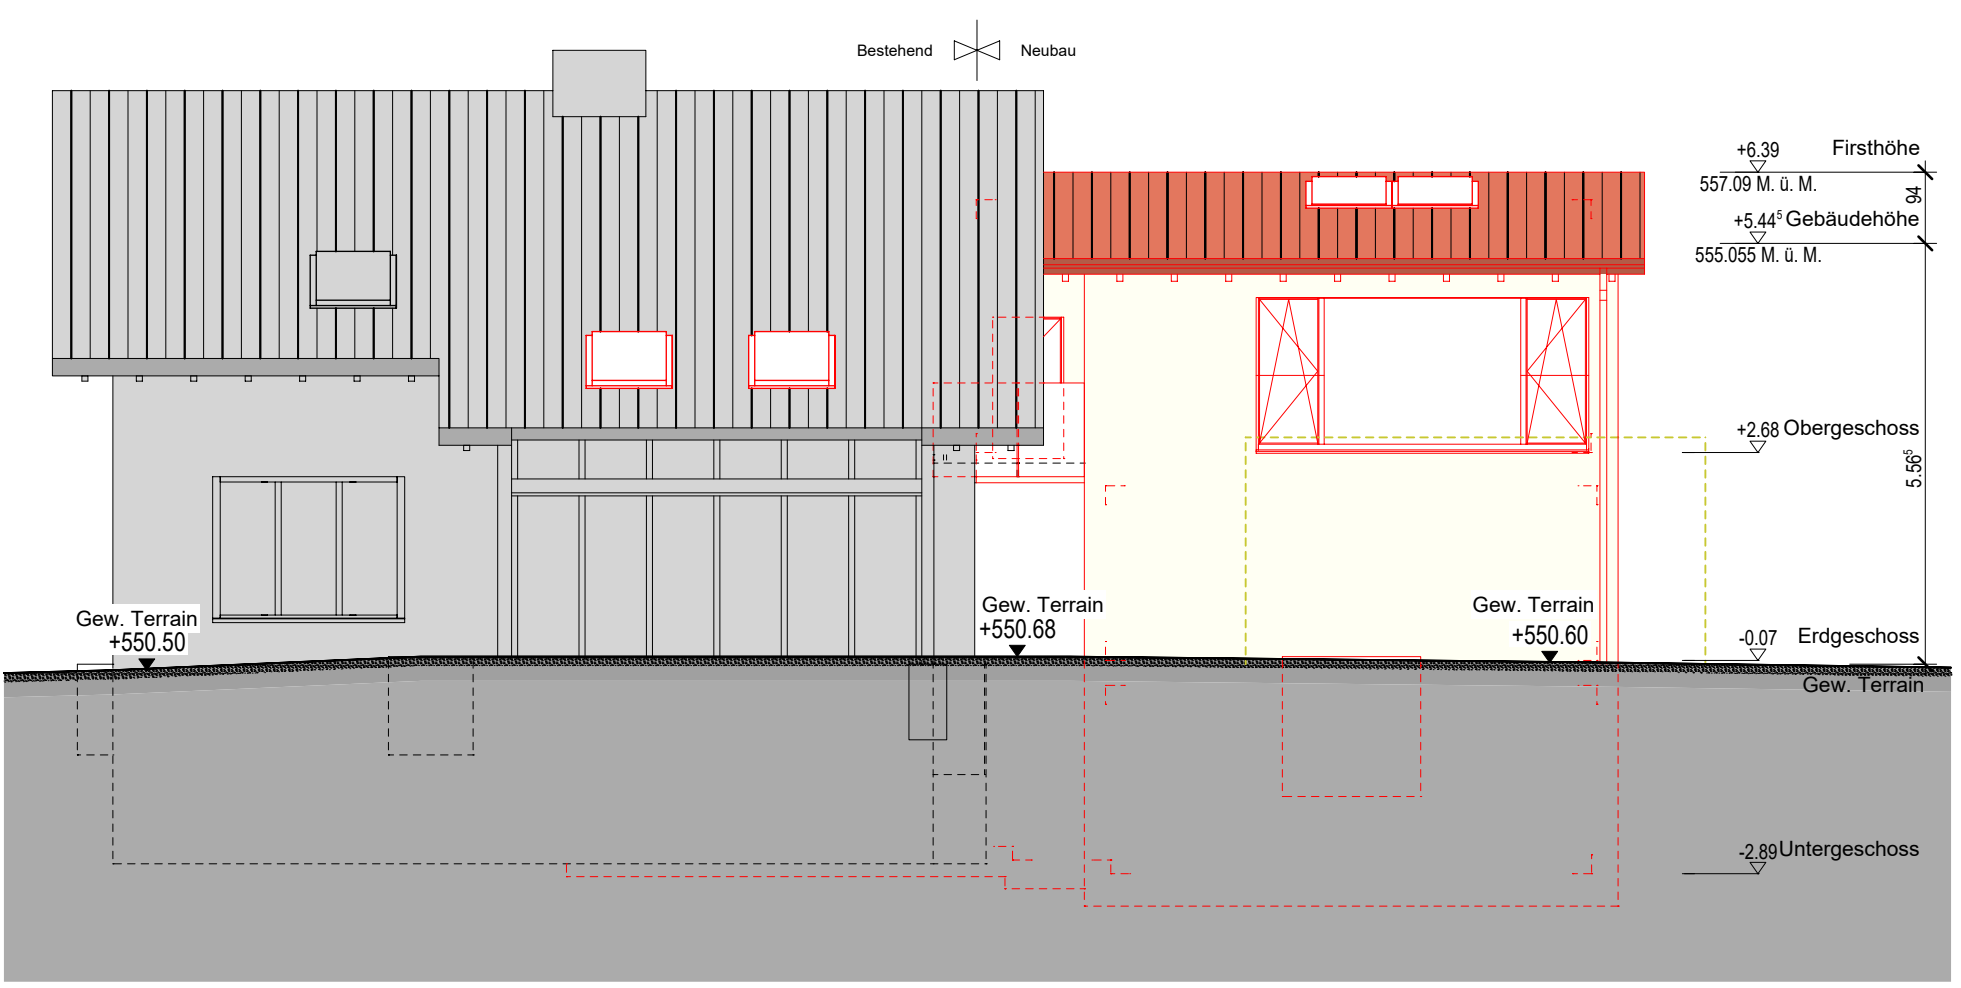 Bestehend Neubau
+6.39 Firsthöhe
557.09 M. ü. M.
94
+5.44⁵ Gebäudehöhe
555.055 M. ü. M.
+2.68 Obergeschoss
5.56⁵
Gew. Terrain
+550.50
Gew. Terrain
+550.68
Gew. Terrain
+550.60
-0.07 Erdgeschoss
Gew. Terrain
-2.89 Untergeschoss